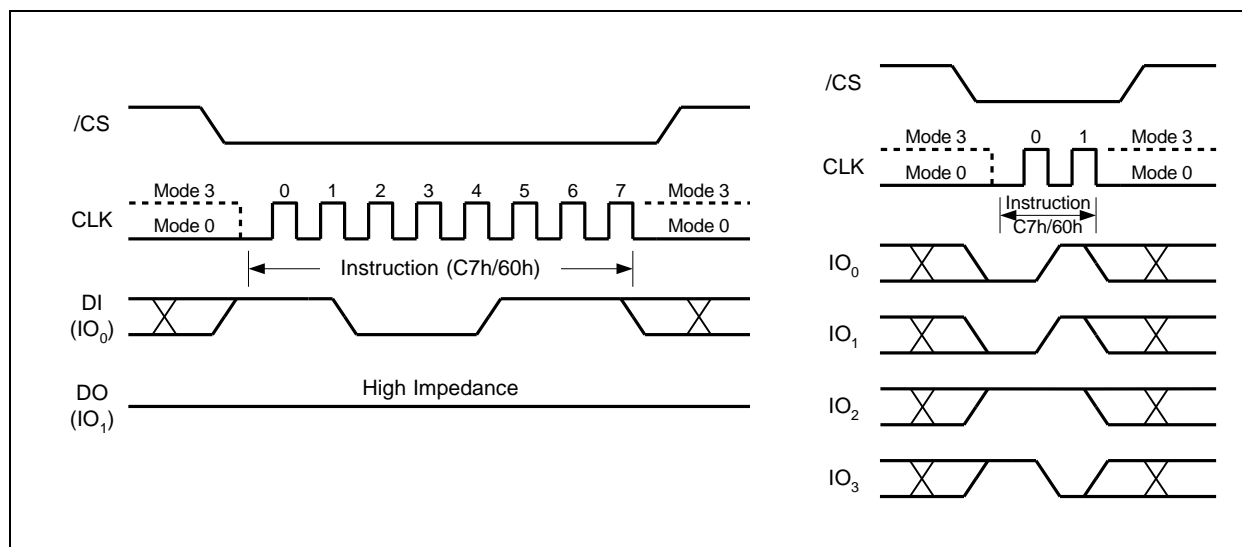 /CS
Mode 3 0 1 2 3 4 5 6 7 Mode 3
CLK
Mode 0 Mode 0
Instruction (C7h/60h)
DI
(IO0)
High Impedance
DO
(IO1)
/CS
Mode 3 0 1 Mode 3
CLK
Mode 0 Mode 0
Instruction
C7h/60h
IO0
IO1
IO2
IO3